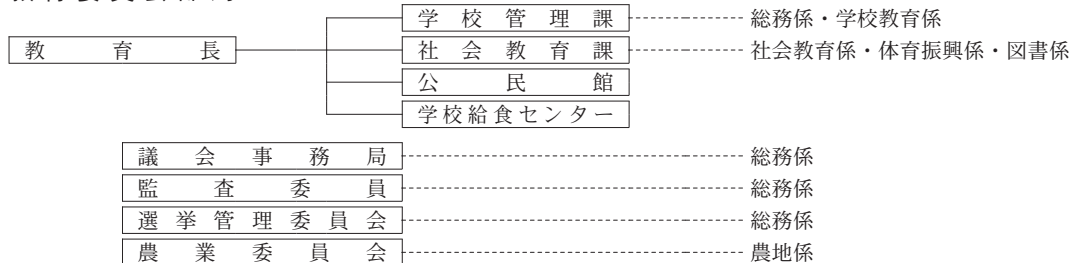 学校管理課 総務係・学校教育係
教育長 社会教育課 社会教育係・体育振興係・図書係
公民館
学校給食センター
議会事務局 総務係
監査委員 総務係
選挙管理委員会 総務係
農業委員会 農地係